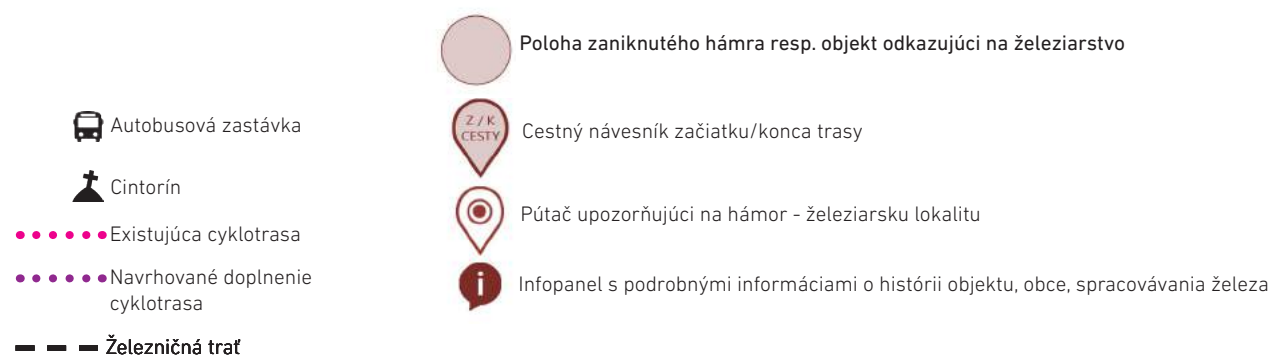 Poloha zaniknutého hámra resp. objekt odkazujúci na železiarstvo
Autobusová zastávka
Z / K
CESTY
Cestný návesník začiatku/konca trasy
Cintorín
Pútač upozorňujúci na hámor - železiarsku lokalitu
Existujúca cyklotrasa
Navrhované doplnenie
cyklotrasa
i
Infopanel s podrobnými informáciami o histórii objektu, obce, spracovávania železa
Železničná trať